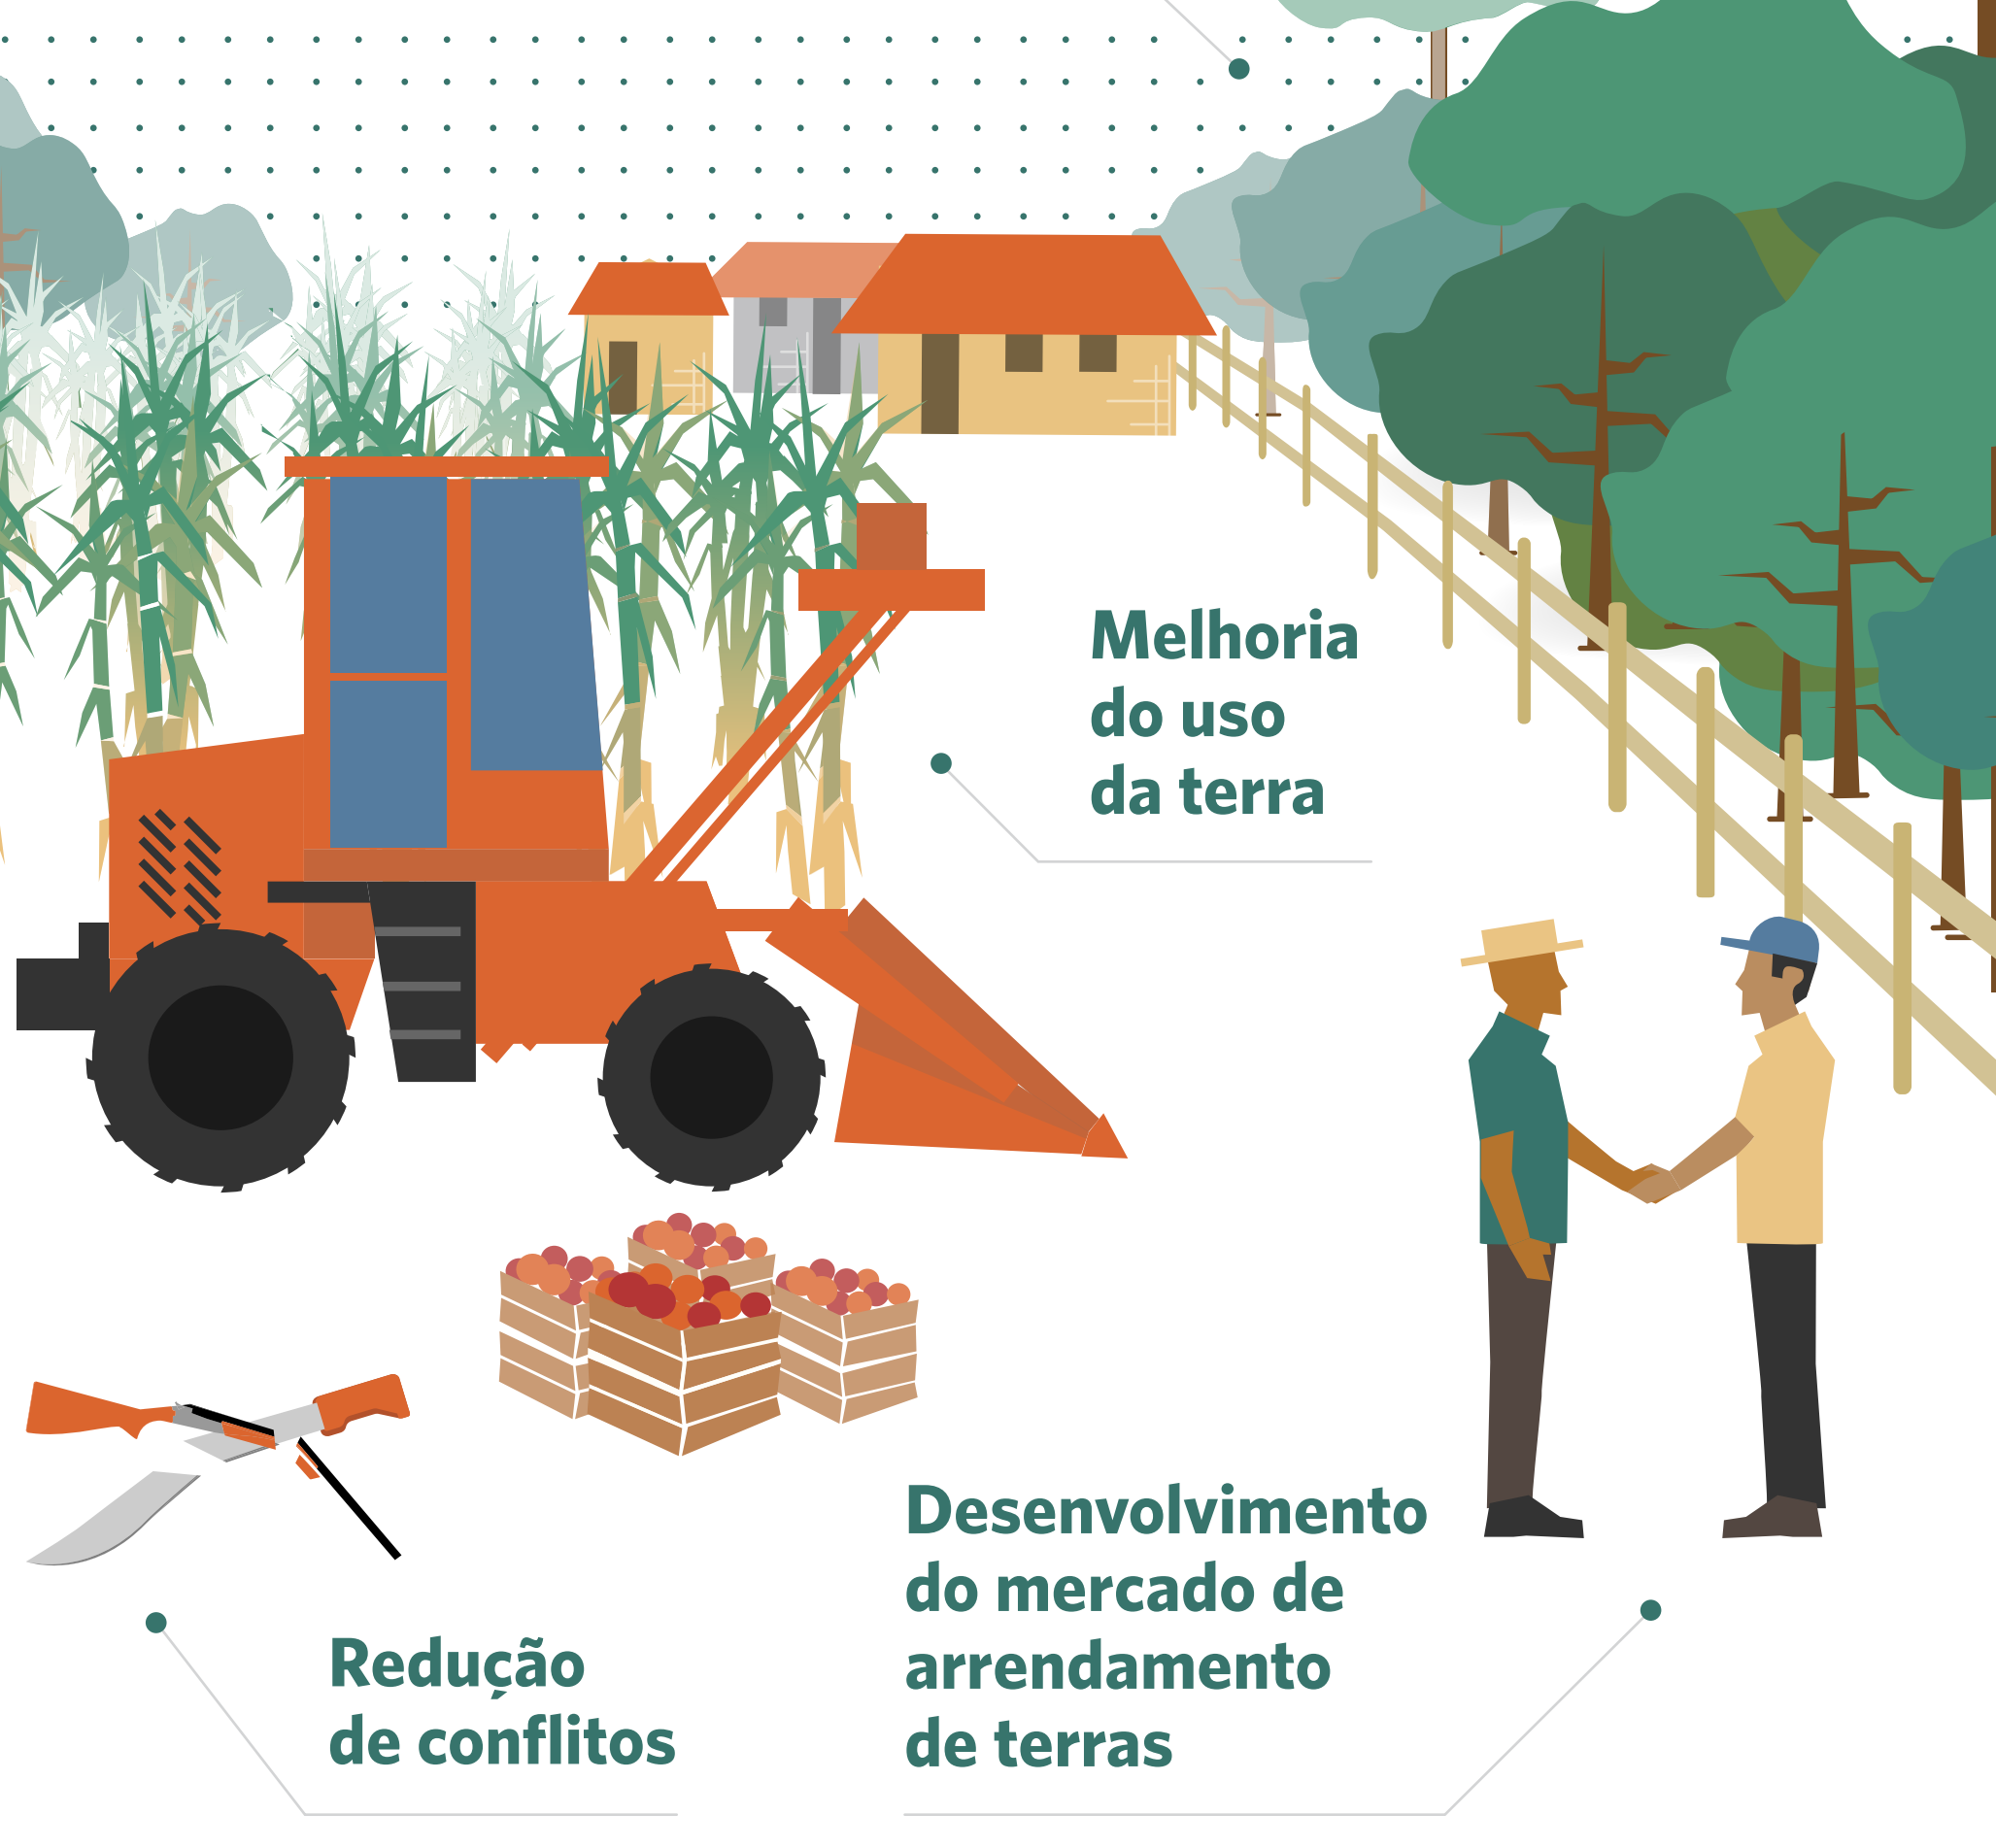 Melhoria
do uso
da terra
Desenvolvimento
do mercado de
arrendamento
de terras
Redução
de conflitos